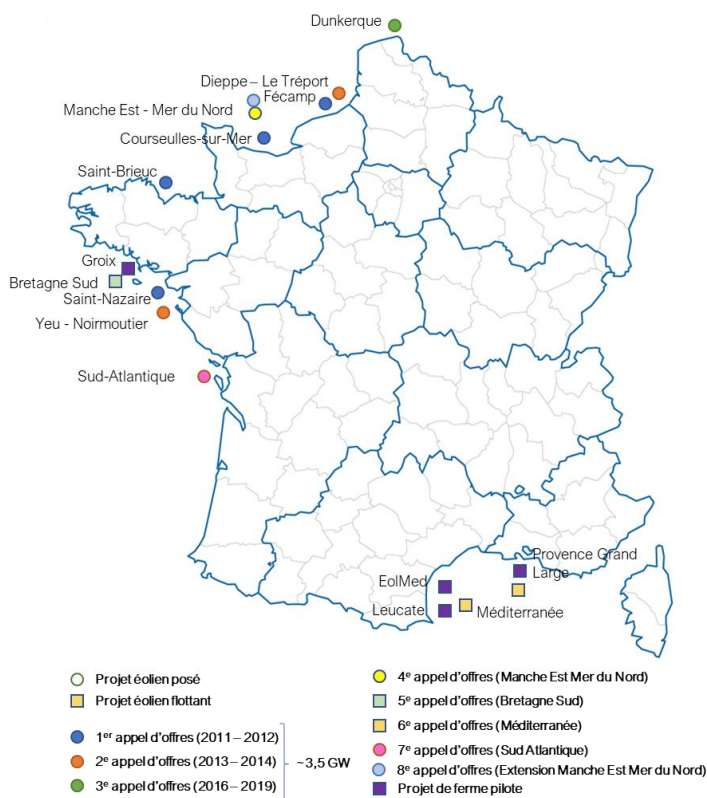 Dunkerque
Dieppe – Le Tréport
Fécamp
Manche Est - Mer du Nord
Courseulles-sur-Mer
Saint-Brieuc
Groix
Bretagne Sud
Saint-Nazaire
Yeu - Noirmoutier
Sud-Atlantique
Provence Grand
Large
EolMed
Leucate
Méditerranée
Projet éolien posé
Projet éolien flottant
1er appel d'offres (2011 – 2012)
2e appel d'offres (2013 – 2014)
3e appel d'offres (2016 – 2019)
~3,5 GW
4e appel d'offres (Manche Est Mer du Nord)
5e appel d'offres (Bretagne Sud)
6e appel d'offres (Méditerranée)
7e appel d'offres (Sud Atlantique)
8e appel d'offres (Extension Manche Est Mer du Nord)
Projet de ferme pilote